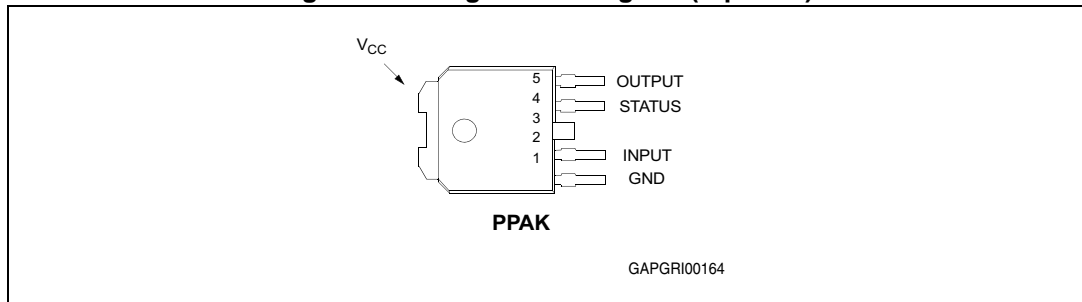 V_CC
5 OUTPUT
4 STATUS
3
2
1 INPUT
GND
PPAK
GAPGRI00164